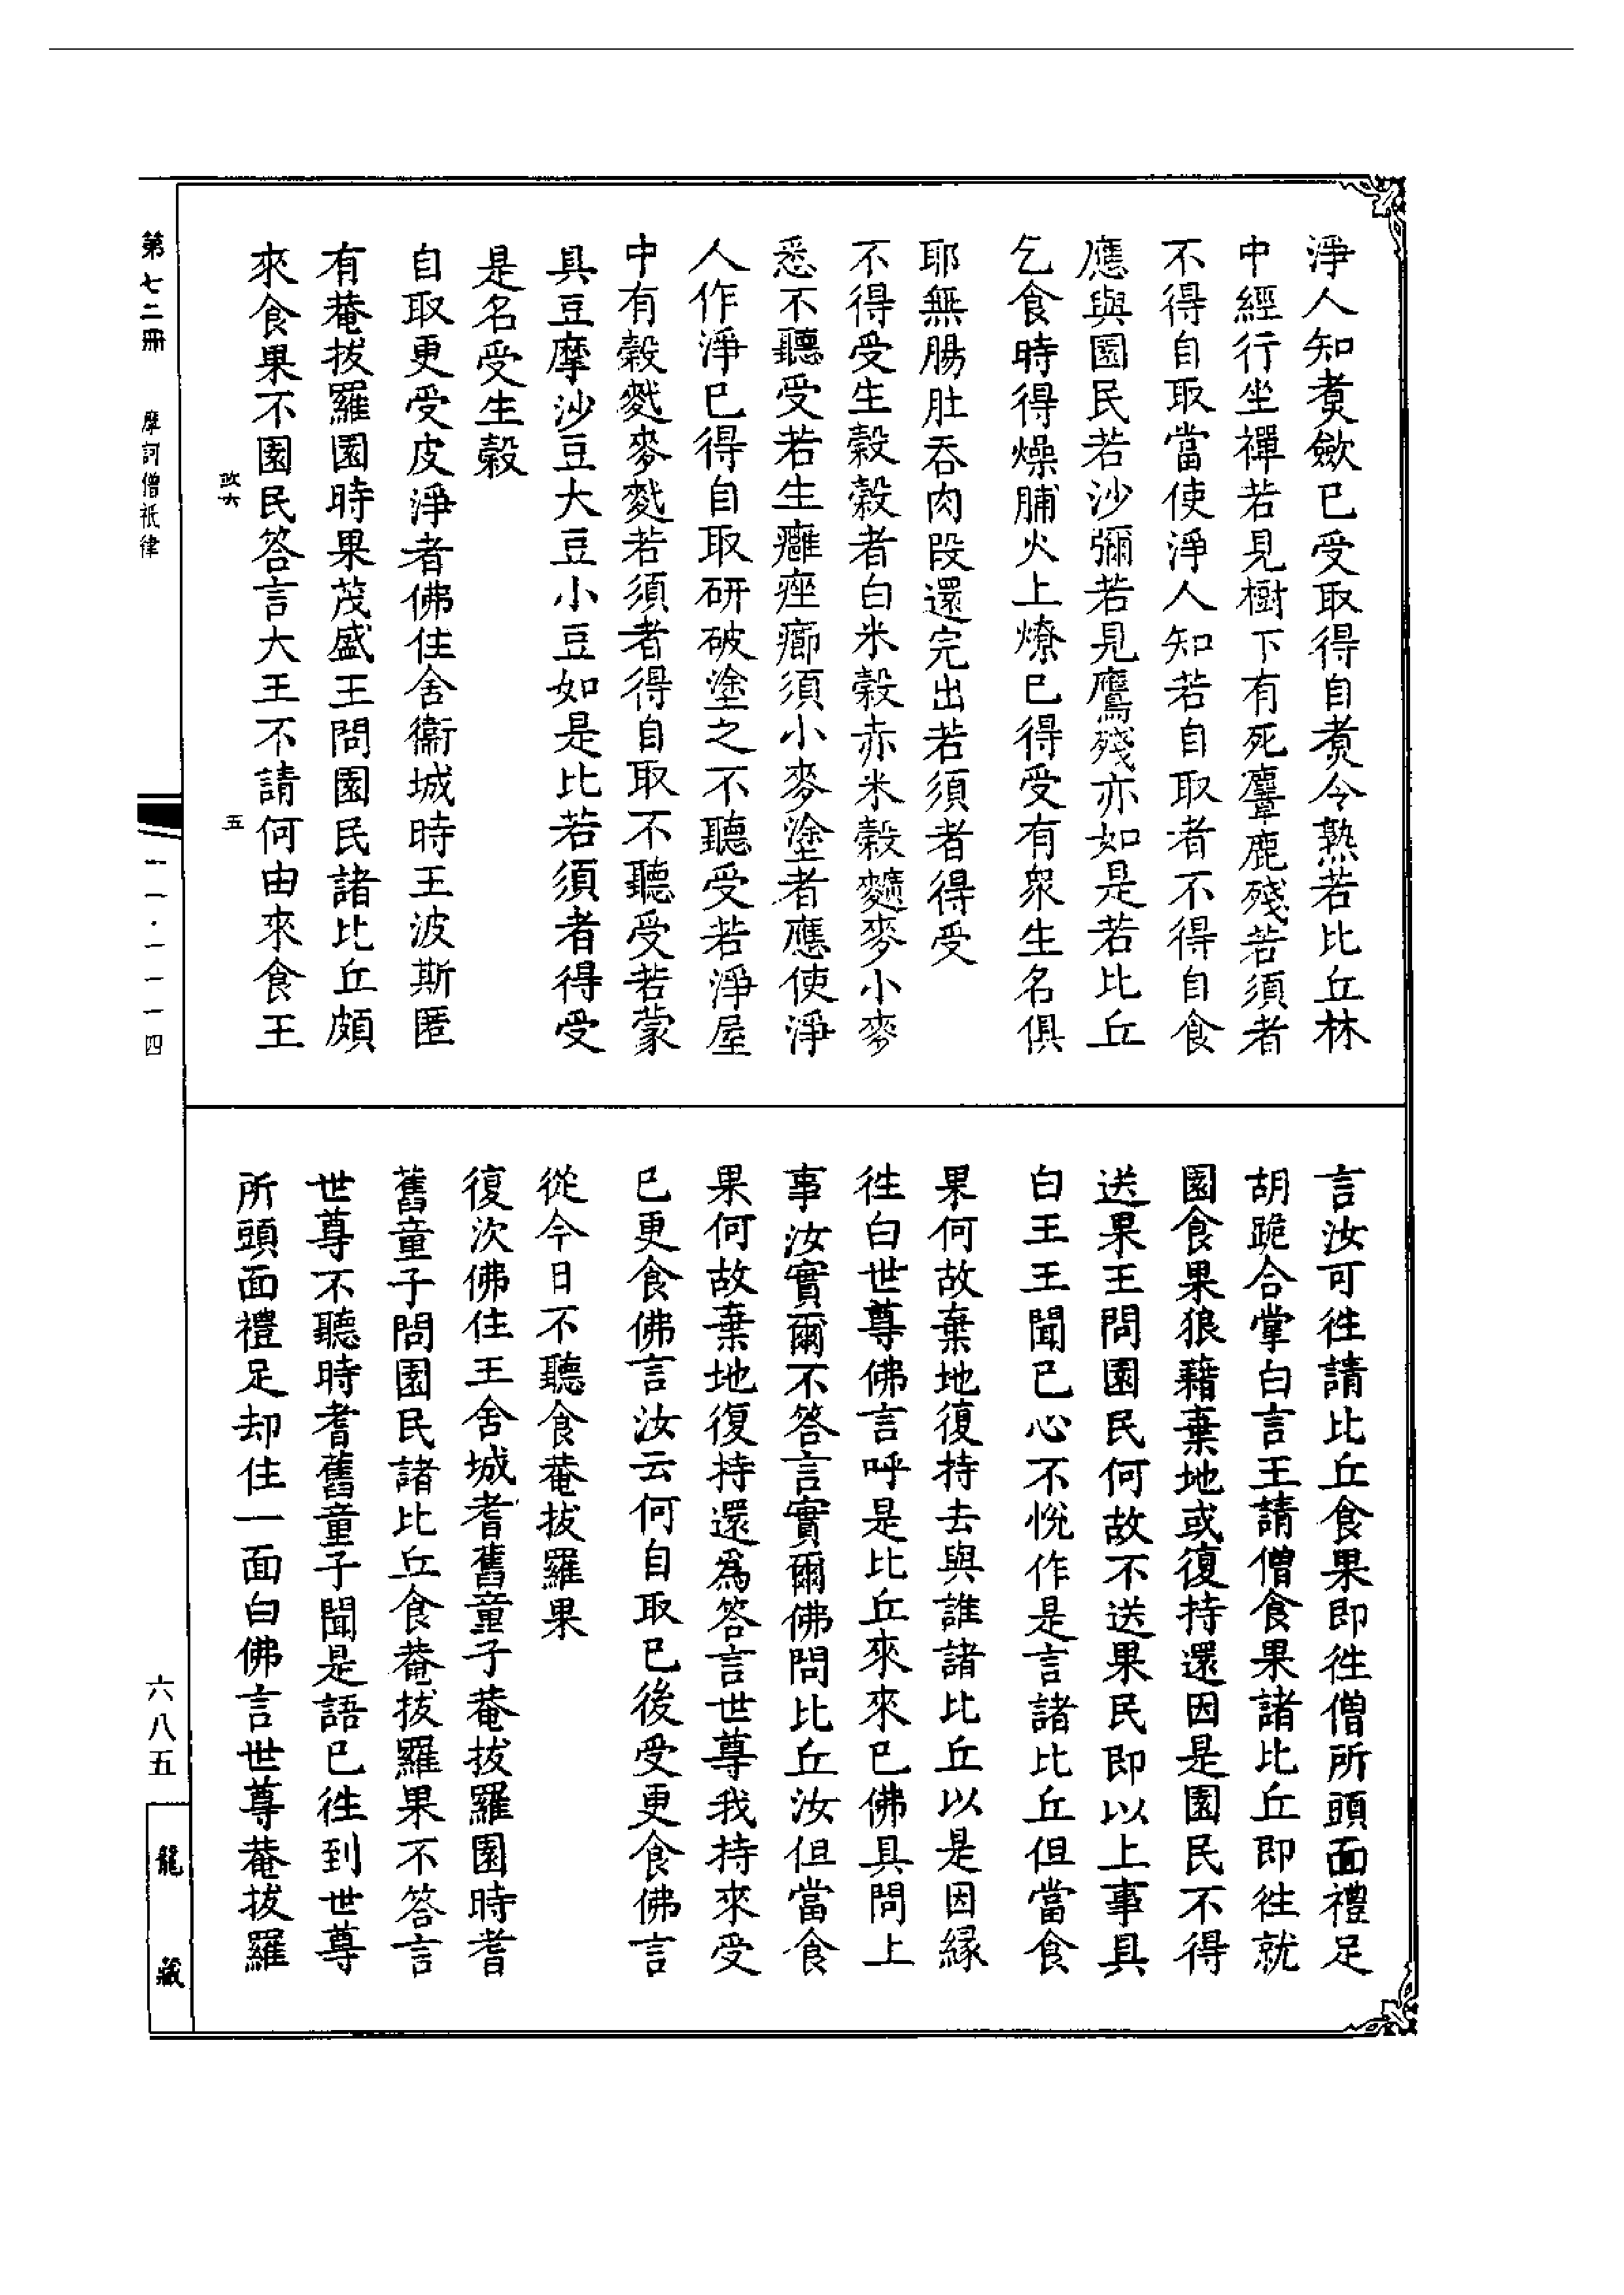 淨人知煑歛已受取得自煑令熟若比丘林
中經行坐禪若見樹下有死麞鹿殘若須者
不得自取當使淨人知若自取者不得自食
應與園民若沙彌若見鷹殘亦如是若比丘
乞食時得燥脯火上燎已得受有衆生名俱
耶無腸肚吞肉段還完出若須者得受
不得受生穀穀者白米穀赤米穀䵃麥小麥
悉不聽受若生癰痤癤須小麥塗者應使淨
人作淨已得自取研破塗之不聽受若淨屋
中有穀𪍿麥𪍿若須者得自取不聽受若蒙
具豆摩沙豆大豆小豆如是比若須者得受
是名受生穀
自取更受皮淨者佛住舍衞城時王波斯匿
有菴拔羅園時果茂盛王問園民諸比丘頗
來食果不園民答言大王不請何由來食王
言汝可徃請比丘食果即徃僧所頭面禮足
胡跪合掌白言王請僧食果諸比丘即徃就
園食果狼藉棄地或復持還因是園民不得
送果王問園民何故不送果民即以上事具
白王王聞已心不悅作是言諸比丘但當食
果何故棄地復持去與誰諸比丘以是因緣
徃白世尊佛言呼是比丘來來已佛具問上
事汝實爾不答言實爾佛問比丘汝但當食
果何故棄地復持還爲答言世尊我持來受
已更食佛言汝云何自取已後受更食佛言
從今日不聽食菴拔羅果
復次佛住王舍城耆舊童子菴拔羅園時耆
舊童子問園民諸比丘食菴拔羅果不答言
世尊不聽時耆舊童子聞是語已徃到世尊
所頭面禮足却住一面白佛言世尊菴拔羅
第七二冊 摩訶僧祇律
五
一一·一一一四
六八五
龍藏